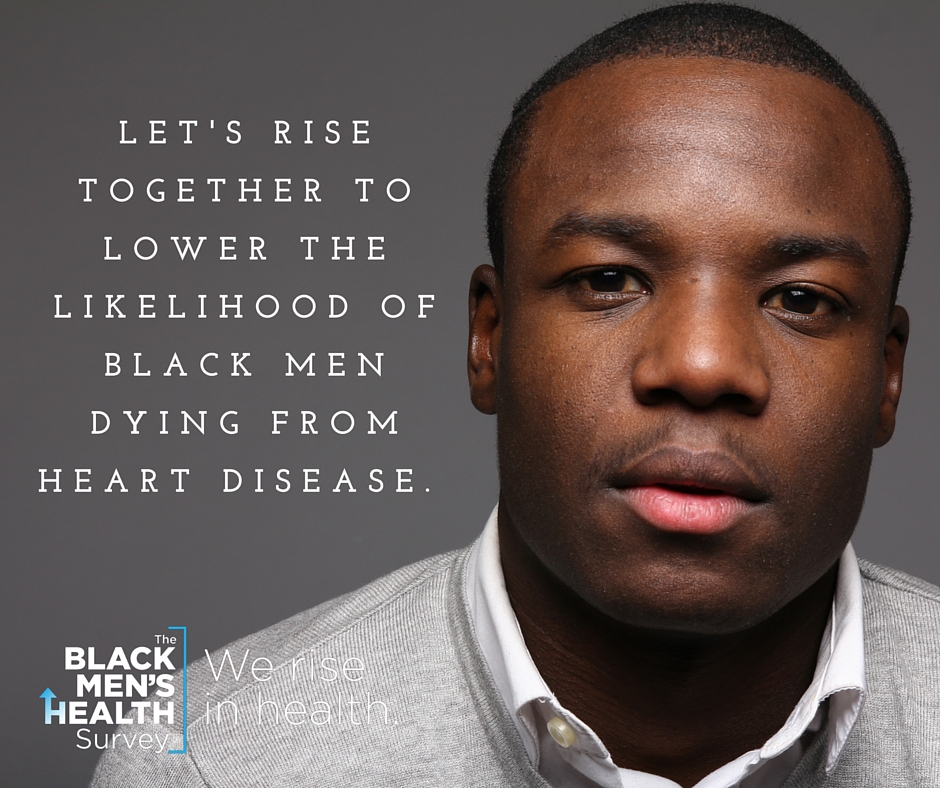 LET'S RISE
TOGETHER TO
LOWER THE
LIKELIHOOD OF
BLACK MEN
DYING FROM
HEART DISEASE.
The
BLACK
MEN'S
HEALTH
Survey
We rise
in health.